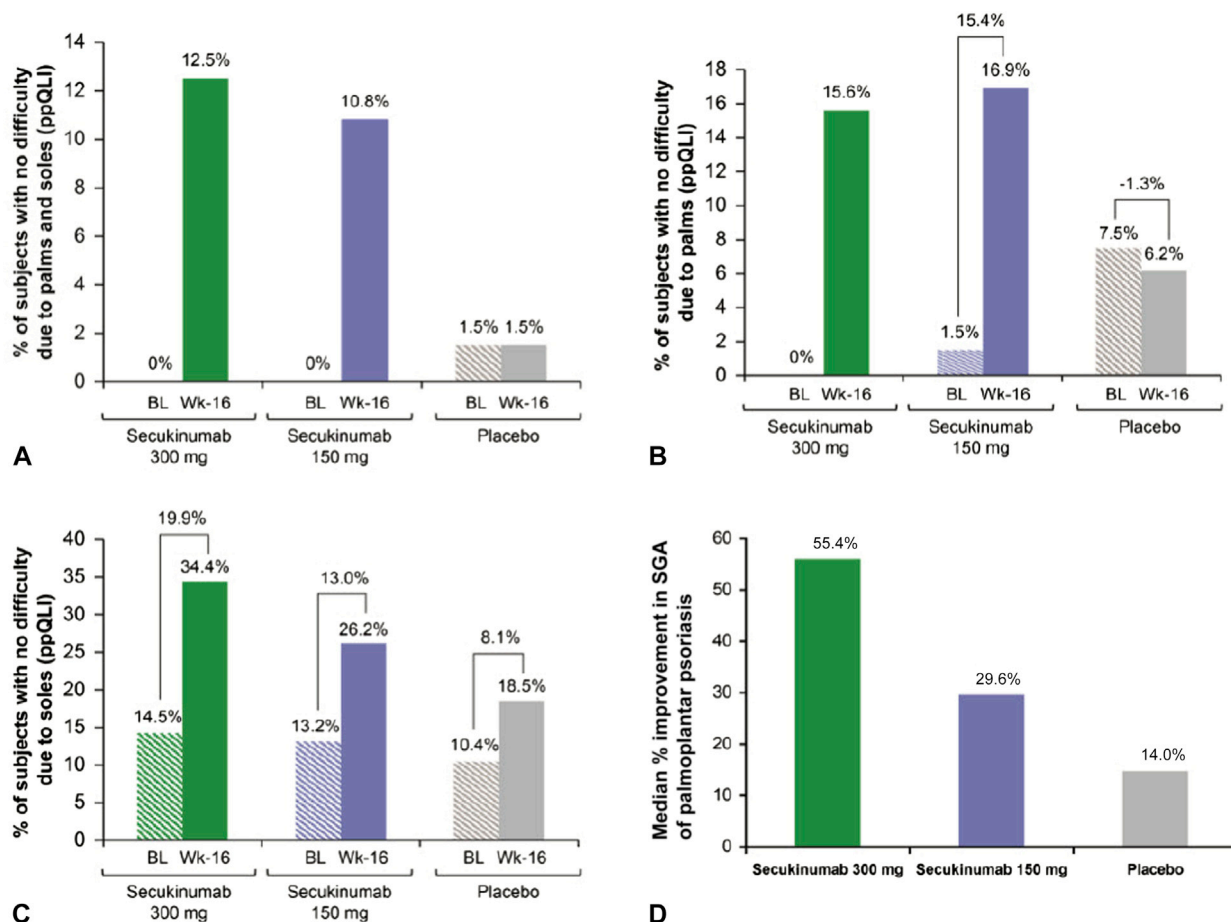 % of subjects with no difficulty
due to palms and soles (ppQLI)
14
12
10
8
6
4
2
0
12.5%
10.8%
0%
0%
1.5% 1.5%
BL Wk-16
BL Wk-16
BL Wk-16
Secukinumab
300 mg
Secukinumab
150 mg
Placebo
A
% of subjects with no difficulty
due to palms (ppQLI)
18
16
14
12
10
8
6
4
2
0
15.4%
15.6%
16.9%
-1.3%
7.5%
6.2%
0%
1.5%
BL Wk-16
BL Wk-16
BL Wk-16
Secukinumab
300 mg
Secukinumab
150 mg
Placebo
B
% of subjects with no difficulty
due to soles (ppQLI)
40
35
30
25
20
15
10
5
0
19.9%
34.4%
13.0%
26.2%
8.1%
18.5%
14.5%
13.2%
10.4%
BL Wk-16
BL Wk-16
BL Wk-16
Secukinumab
300 mg
Secukinumab
150 mg
Placebo
C
Median % improvement in SGA
of palmoplantar psoriasis
60
50
40
30
20
10
0
55.4%
29.6%
14.0%
Secukinumab 300 mg
Secukinumab 150 mg
Placebo
D